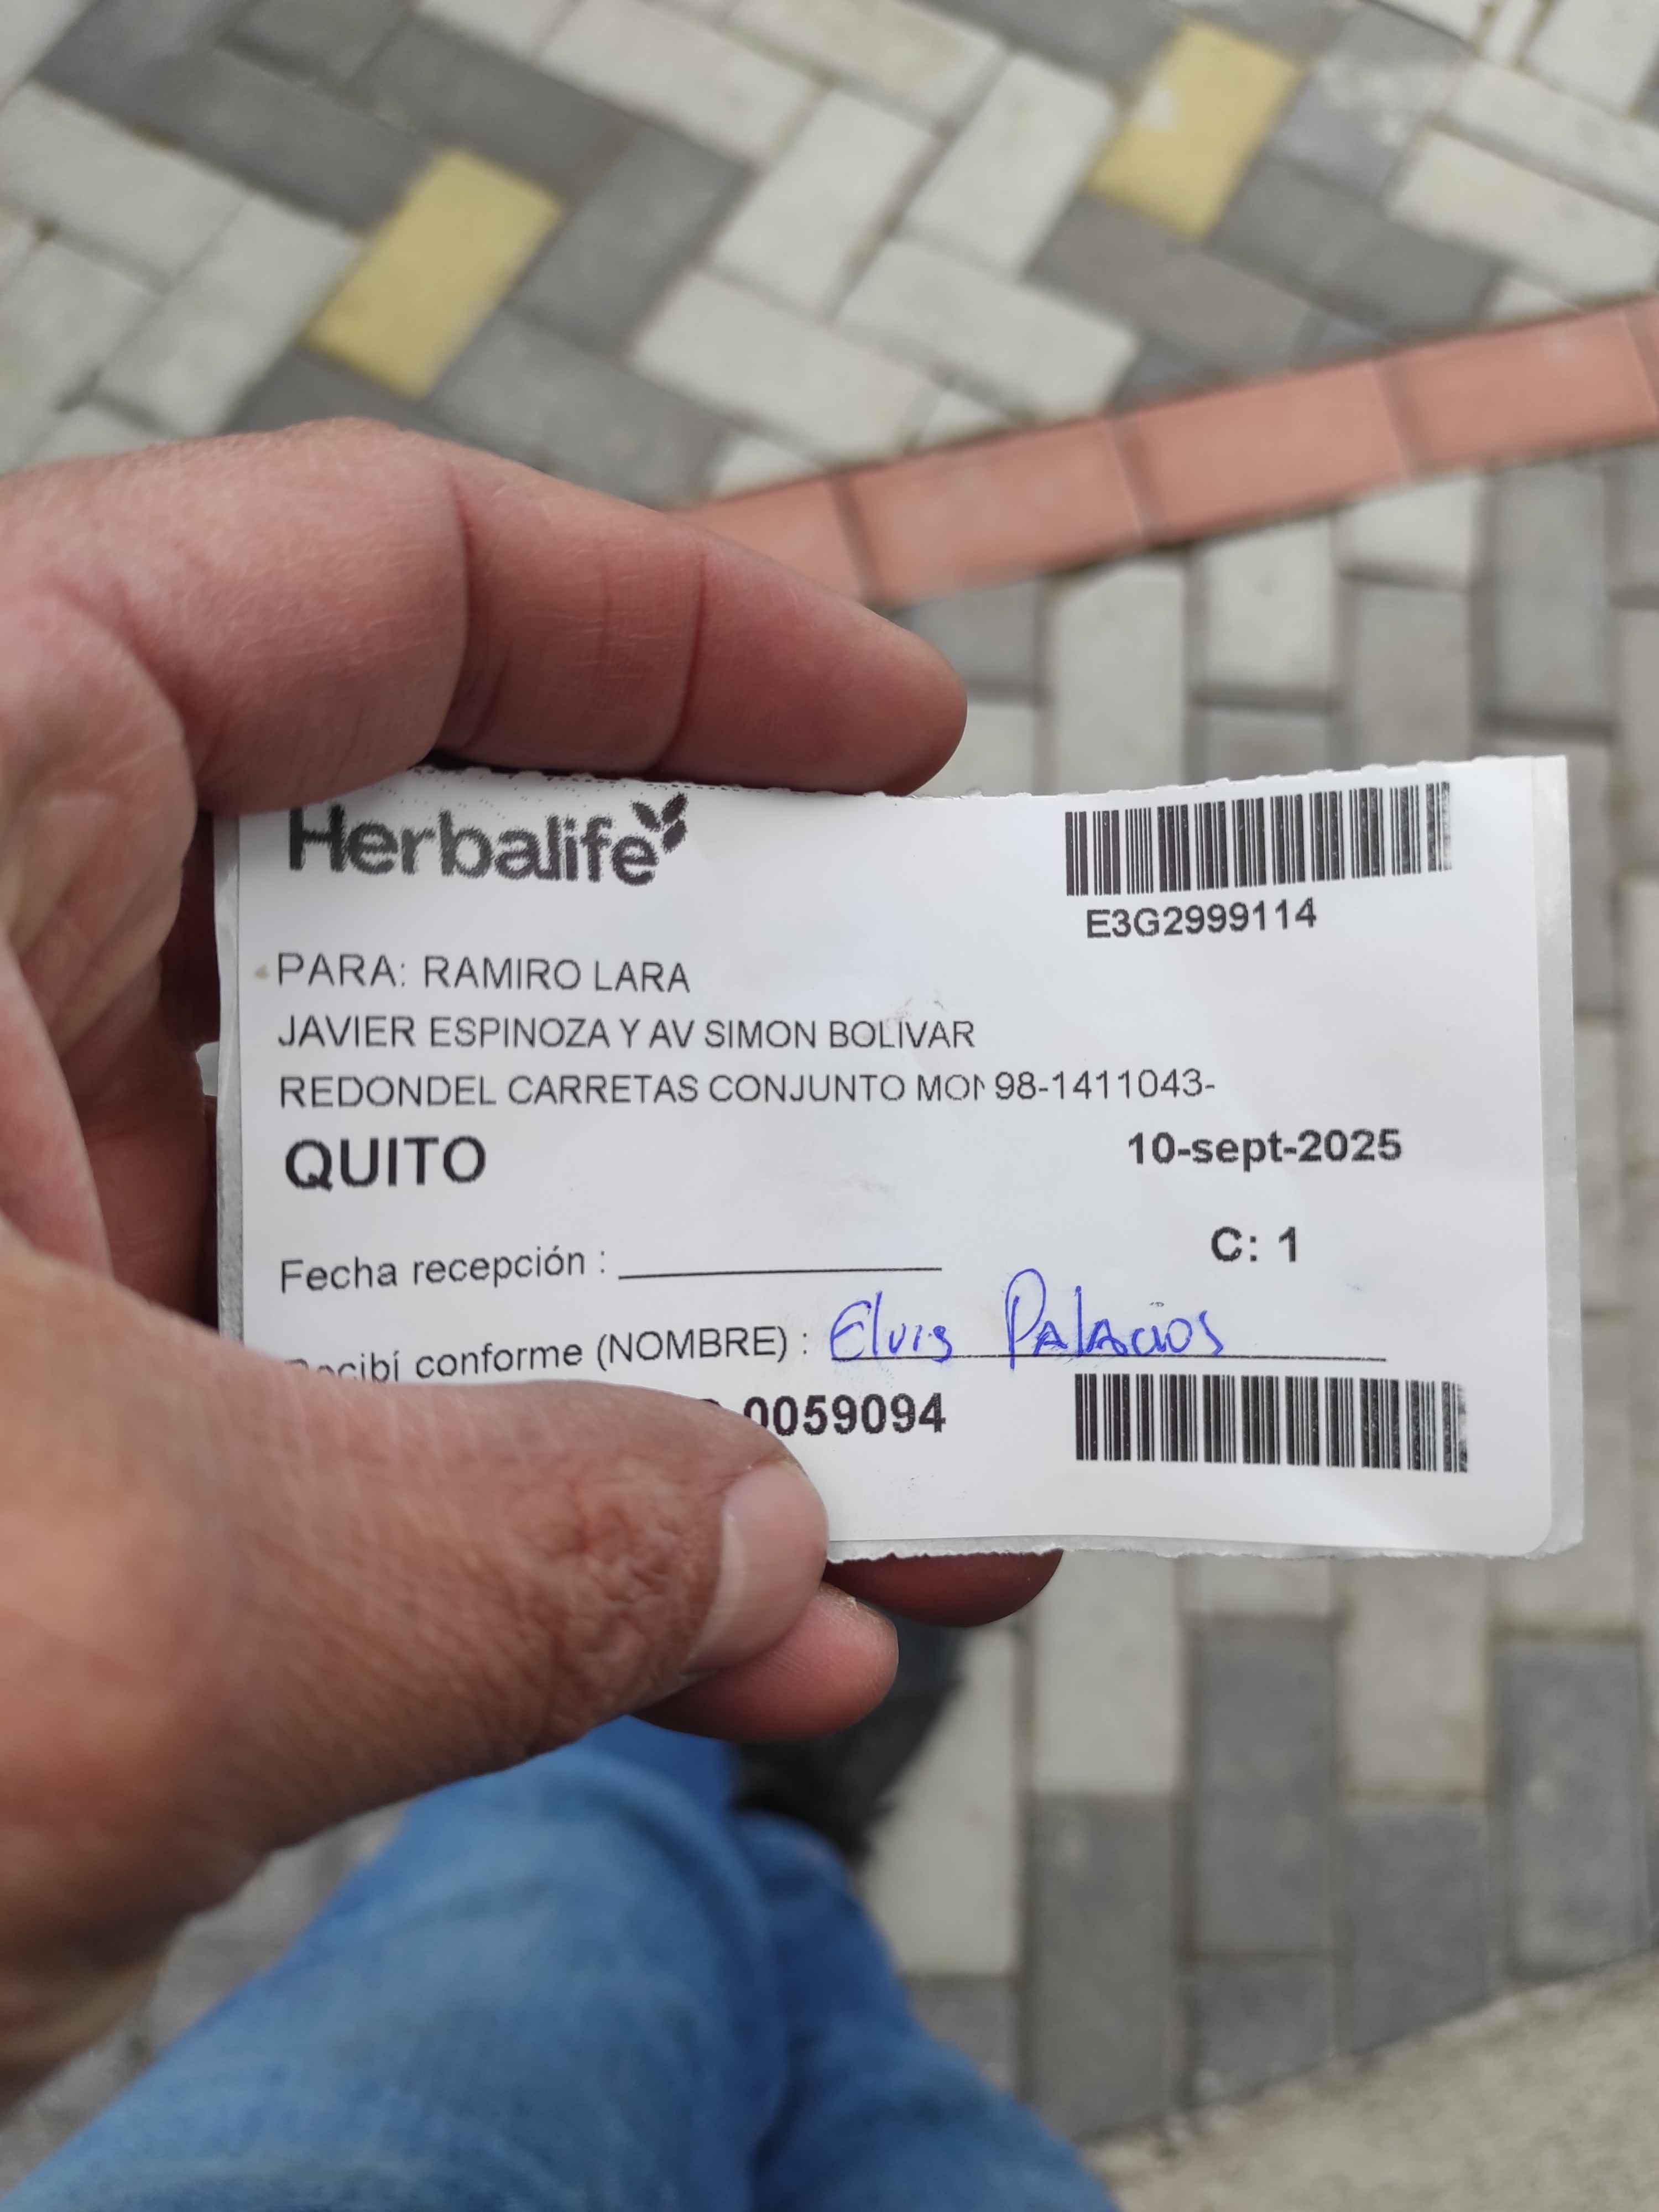 Herbalife
E3G2999114
PARA: RAMIRO LARA
JAVIER ESPINOZA Y AV SIMON BOLIVAR
REDONDEL CARRETAS CONJUNTO 98-1411043-
QUITO
10-sept-2025
C: 1
Fecha recepción :
conforme (NOMBRE) : Elvis Palacios
0059094